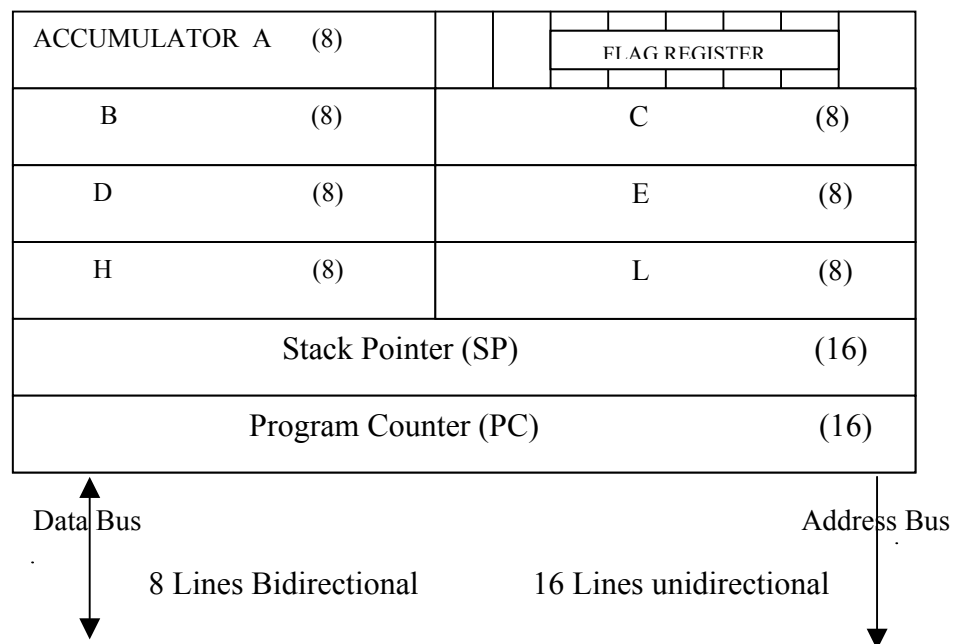 ACCUMULATOR A (8) FLAG REGISTER
B (8) C (8)
D (8) E (8)
H (8) L (8)
Stack Pointer (SP) (16)
Program Counter (PC) (16)
Data Bus Address Bus
8 Lines Bidirectional 16 Lines unidirectional